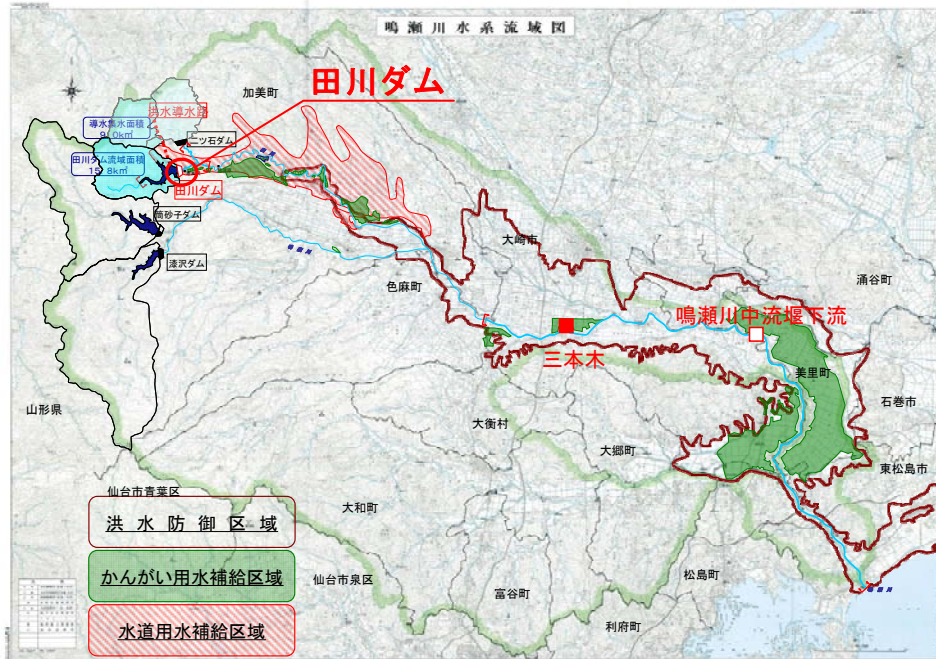 鳴瀬川水系流域図
田川ダム
加美町
洪水導水路
導水集水面積
9.0km²
二ツ石ダム
田川ダム流域面積
15.8km²
田川ダム
筒砂子ダム
漆沢ダム
大崎市
涌谷町
色麻町
鳴瀬川中流堰下流
三本木
美里町
山形県
石巻市
大衡村
大郷町
東松島市
仙台市青葉区
大和町
洪水防御区域
かんがい用水補給区域
仙台市泉区
松島町
富谷町
利府町
水道用水補給区域